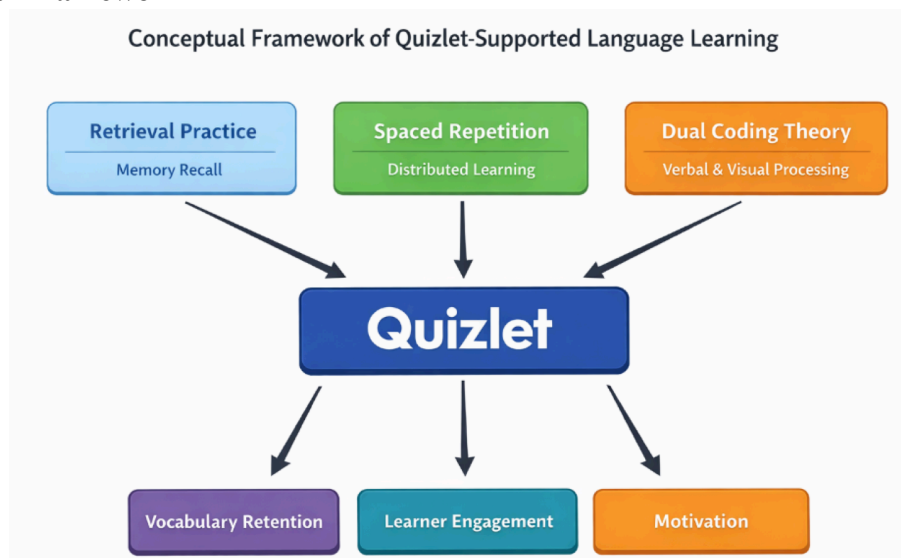 Conceptual Framework of Quizlet-Supported Language Learning
Retrieval Practice
Memory Recall
Spaced Repetition
Distributed Learning
Dual Coding Theory
Verbal & Visual Processing
Quizlet
Vocabulary Retention
Learner Engagement
Motivation